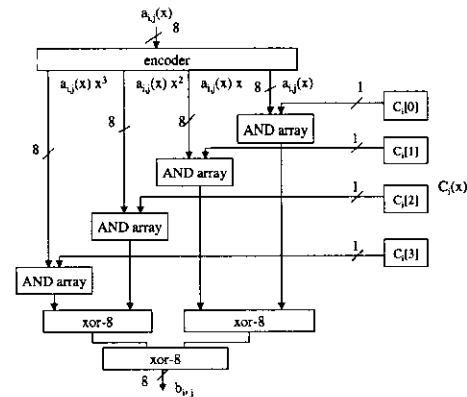 a_{i,j}(x)
8
encoder
a_{i,j}(x) x^3 a_{i,j}(x) x^2 a_{i,j}(x) x 8 a_{i,j}(x)
1
C_i[0]
8 8
AND array
1
C_i[1]
8
AND array
1
C_i[2] C_i(x)
AND array
1
C_i[3]
AND array
xor-8 xor-8
xor-8
8
b_{i,j}